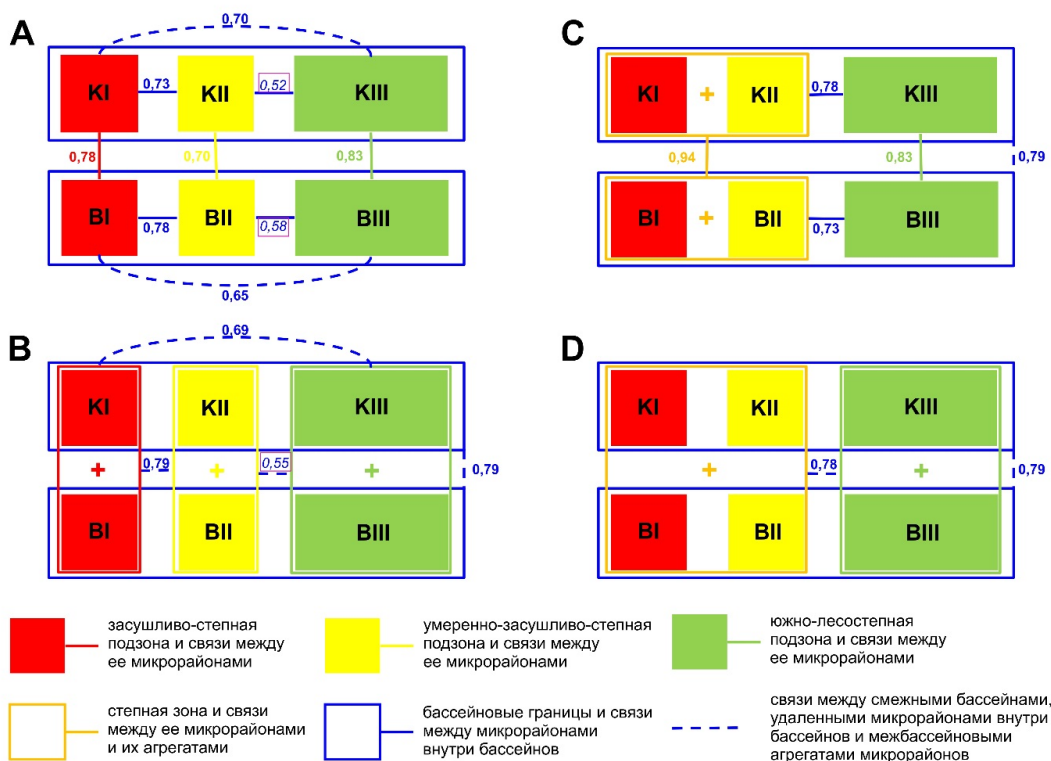 A
0,70
KI
0,73
KII
0,52
KIII
0,78
0,70
0,83
BI
0,78
BII
0,58
BIII
0,65
C
KI
+
KII
0,78
KIII
0,94
0,83
0,79
BI
+
BII
0,73
BIII
B
0,69
KI
KII
KIII
+
0,79
+
0,55
+
0,79
BI
BII
BIII
D
KI
KII
KIII
+
0,78
+
0,79
BI
BII
BIII
засушливо-степная
подзона и связи между
ее микрорайонами
умеренно-засушливо-степная
подзона и связи между
ее микрорайонами
южно-лесостепная
подзона и связи между
ее микрорайонами
степная зона и связи
между ее микрорайонами
и их агрегатами
бассейновые границы и связи
между микрорайонами
внутри бассейнов
связи между смежными бассейнами,
удаленными микрорайонами внутри
бассейнов и межбассейновыми
агрегатами микрорайонов